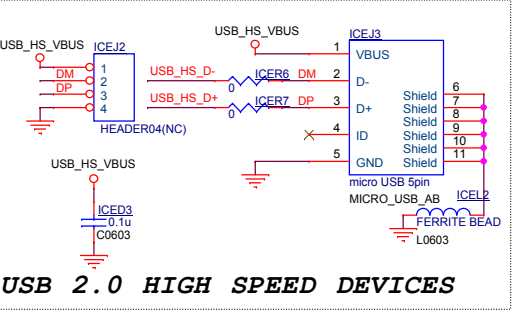 USB_HS_VBUS
ICEJ3
USB_HS_VBUS
ICEJ2
1
VBUS
1
DM
2
USB_HS_D-
ICER6
DM
2
D-
DP
3
0
6
Shield
4
USB_HS_D+
ICER7
DP
3
D+
7
Shield
0
8
Shield
HEADER04(NC)
4
ID
9
Shield
10
Shield
5
GND
11
Shield
USB_HS_VBUS
micro USB 5pin
MICRO_USB_AB
ICEL2
ICED3
0.1u
FERRITE BEAD
C0603
L0603
USB 2.0 HIGH SPEED DEVICES